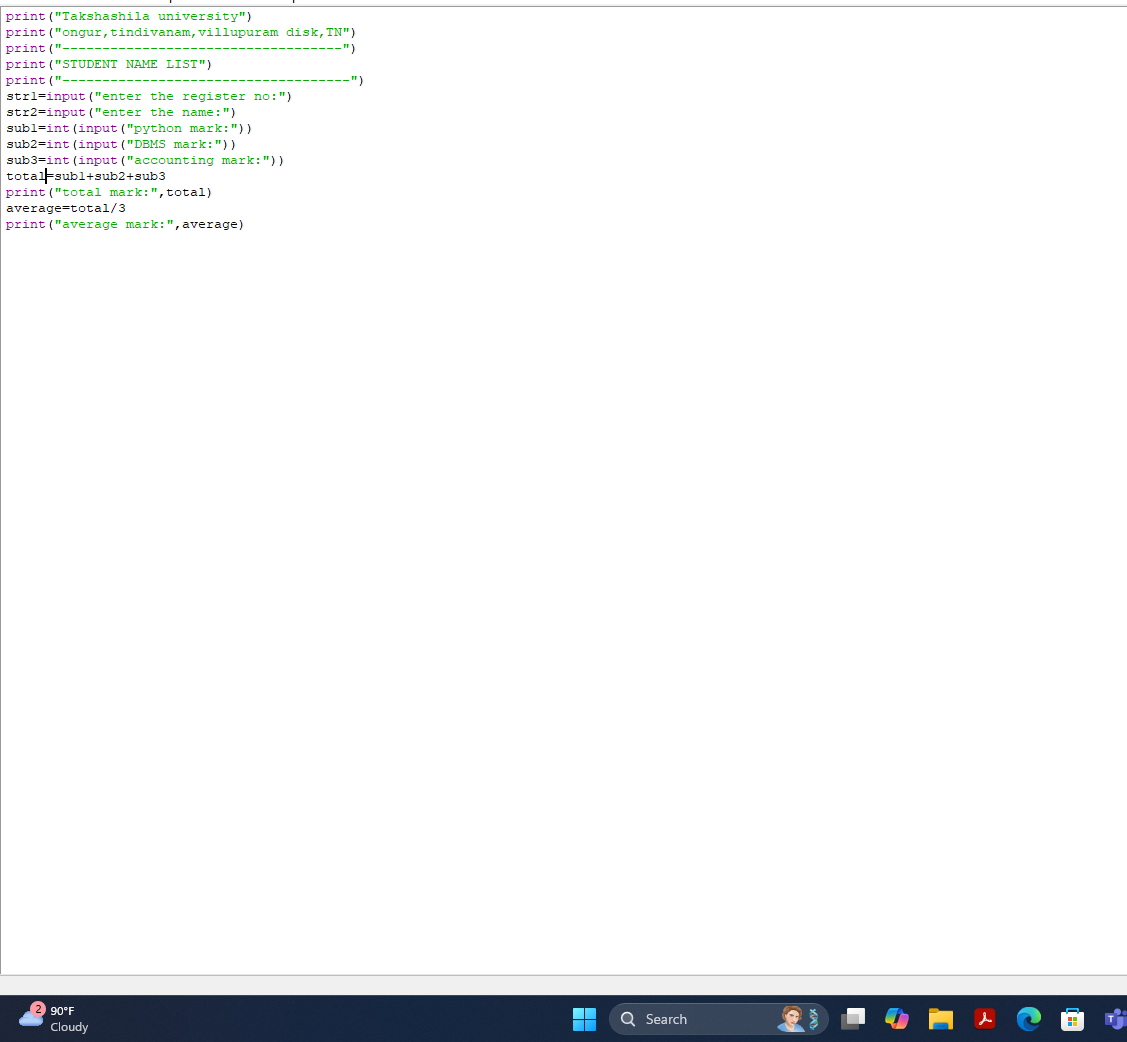 print("Takshashila university")
print("ongur,tindivanam,villupuram disk,TN")
print("-----------------------------------")
print("STUDENT NAME LIST")
print("------------------------------------")
str1=input("enter the register no:")
str2=input("enter the name:")
sub1=int(input("python mark:"))
sub2=int(input("DBMS mark:"))
sub3=int(input("accounting mark:"))
total=sub1+sub2+sub3
print("total mark:",total)
average=total/3
print("average mark:",average)
2
90°F
Cloudy
Search
T